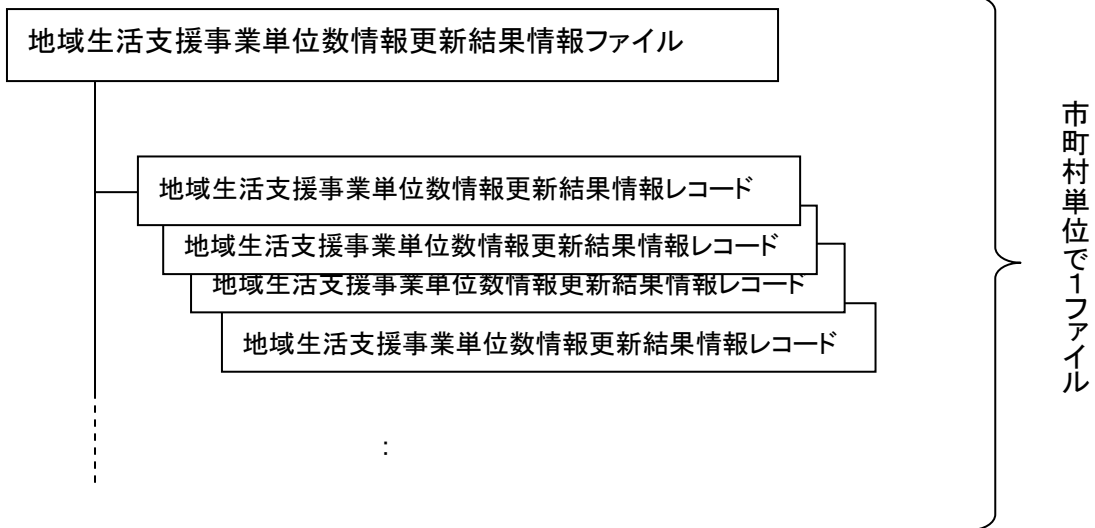 地域生活支援事業単位数情報更新結果情報ファイル
地域生活支援事業単位数情報更新結果情報レコード
地域生活支援事業単位数情報更新結果情報レコード
地域生活支援事業単位数情報更新結果情報レコード
地域生活支援事業単位数情報更新結果情報レコード
:
市町村単位で1ファイル